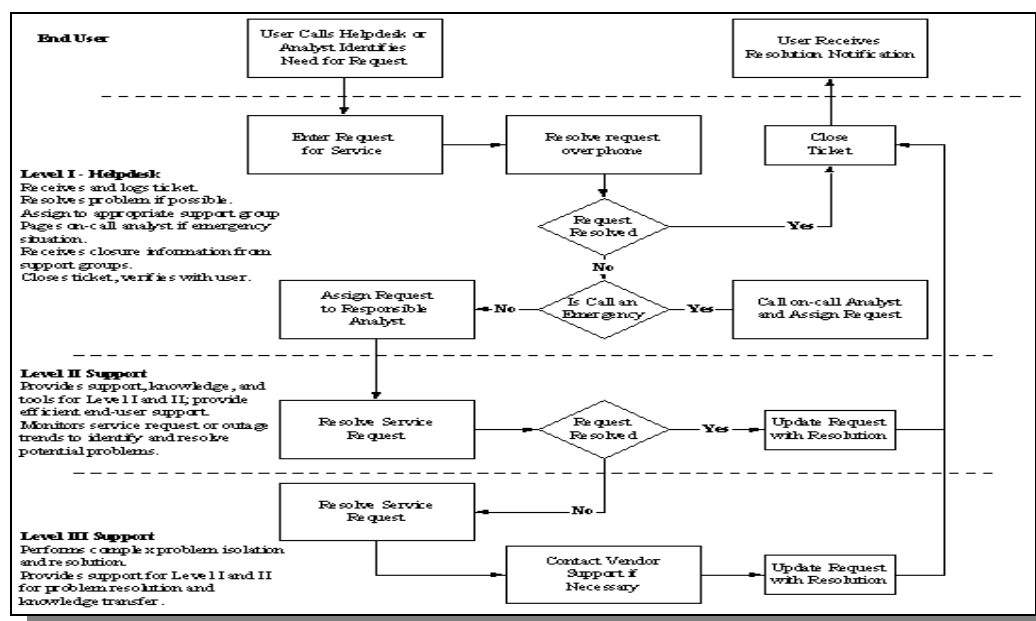 End User
User Calls Helpdesk or
Analyst Identifies
Need for Request
User Receives
Resolution Notification
Enter Request
for Service
Resolve request
over phone
Close
Ticket
Level I - Helpdesk
Receives and logs ticket.
Resolves problem if possible.
Assign to appropriate support group
Pages on-call analyst if emergency
situation.
Receives closure information from
support groups.
Closes ticket, verifies with user.
Request
Resolved
Yes
No
Assign Request
to Responsible
Analyst
No
Is Call an
Emergency
Yes
Call on-call Analyst
and Assign Request
Level II Support
Provides support, knowledge, and
tools for Level I and II; provide
efficient end-user support.
Monitors service request or outage
trends to identify and resolve
potential problems.
Resolve Service
Request
Request
Resolved
Yes
Update Request
with Resolution
Resolve Service
Request
No
Level III Support
Performs complex problem isolation
and resolution.
Provides support for Level I and II
for problem resolution and
knowledge transfer.
Contact Vendor
Support if
Necessary
Update Request
with Resolution